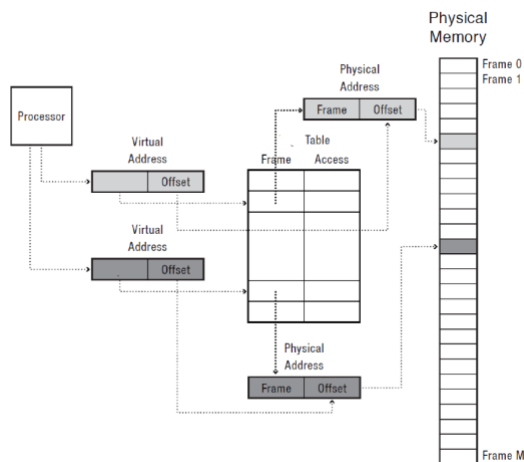 Physical
Memory
Frame 0
Frame 1
Physical
Address
Frame Offset
Processor
Table
Frame Access
Virtual
Address
Offset
Virtual
Address
Offset
Physical
Address
Frame Offset
Frame M